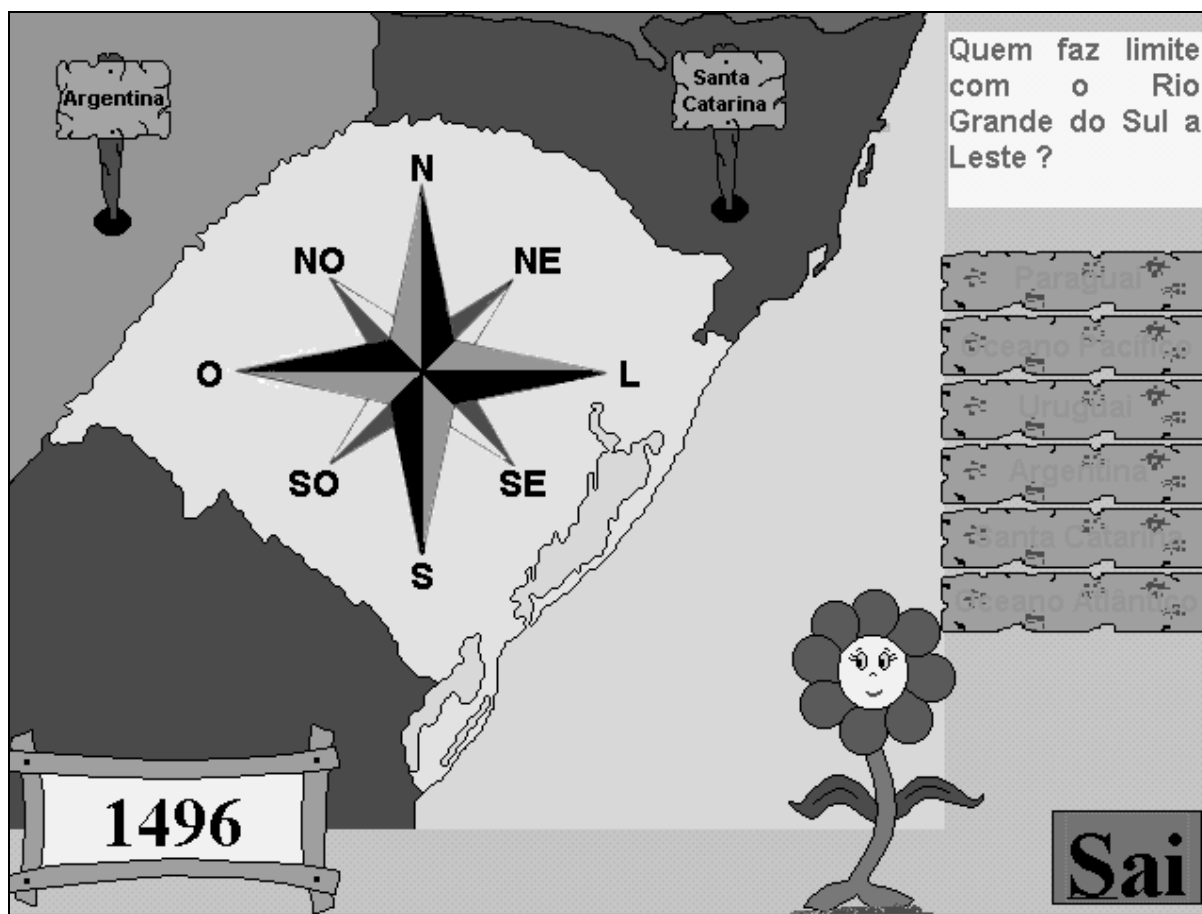 Argentina
Santa
Catarina
Quem faz limite
com o Rio
Grande do Sul a
Leste ?
N
NO
NE
O
L
SO
SE
S
Paraguai
Oceano Pacífico
Uruguai
Argentina
Santa Catarina
Oceano Atlântico
1496
Sai